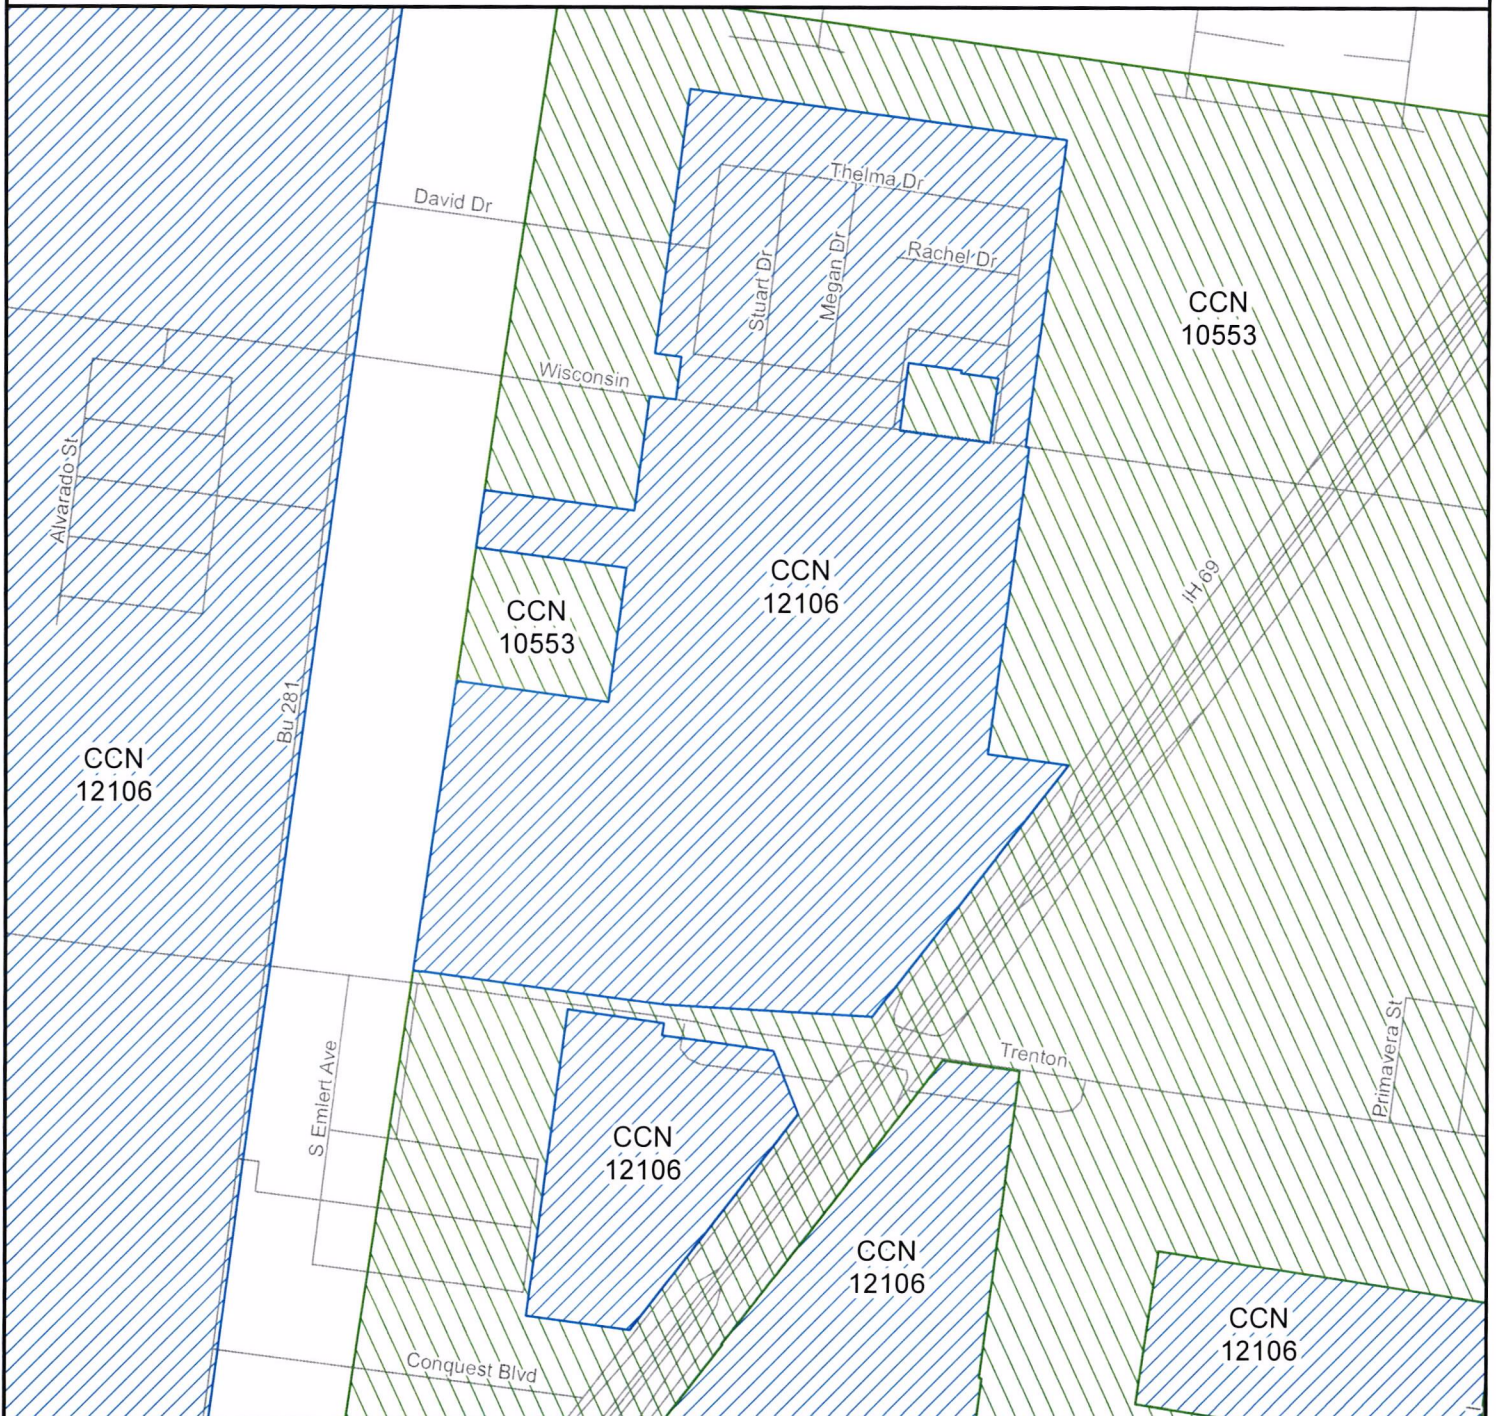 Thelma Dr
David Dr
Stuart Dr
Megan Dr
Rachel Dr
CCN
10553
Wisconsin
Alvarado St
CCN
12106
IH 69
CCN
10553
Bu 281
CCN
12106
Primavera St
Trenton
S Emlert Ave
CCN
12106
CCN
12106
CCN
12106
Conquest Blvd